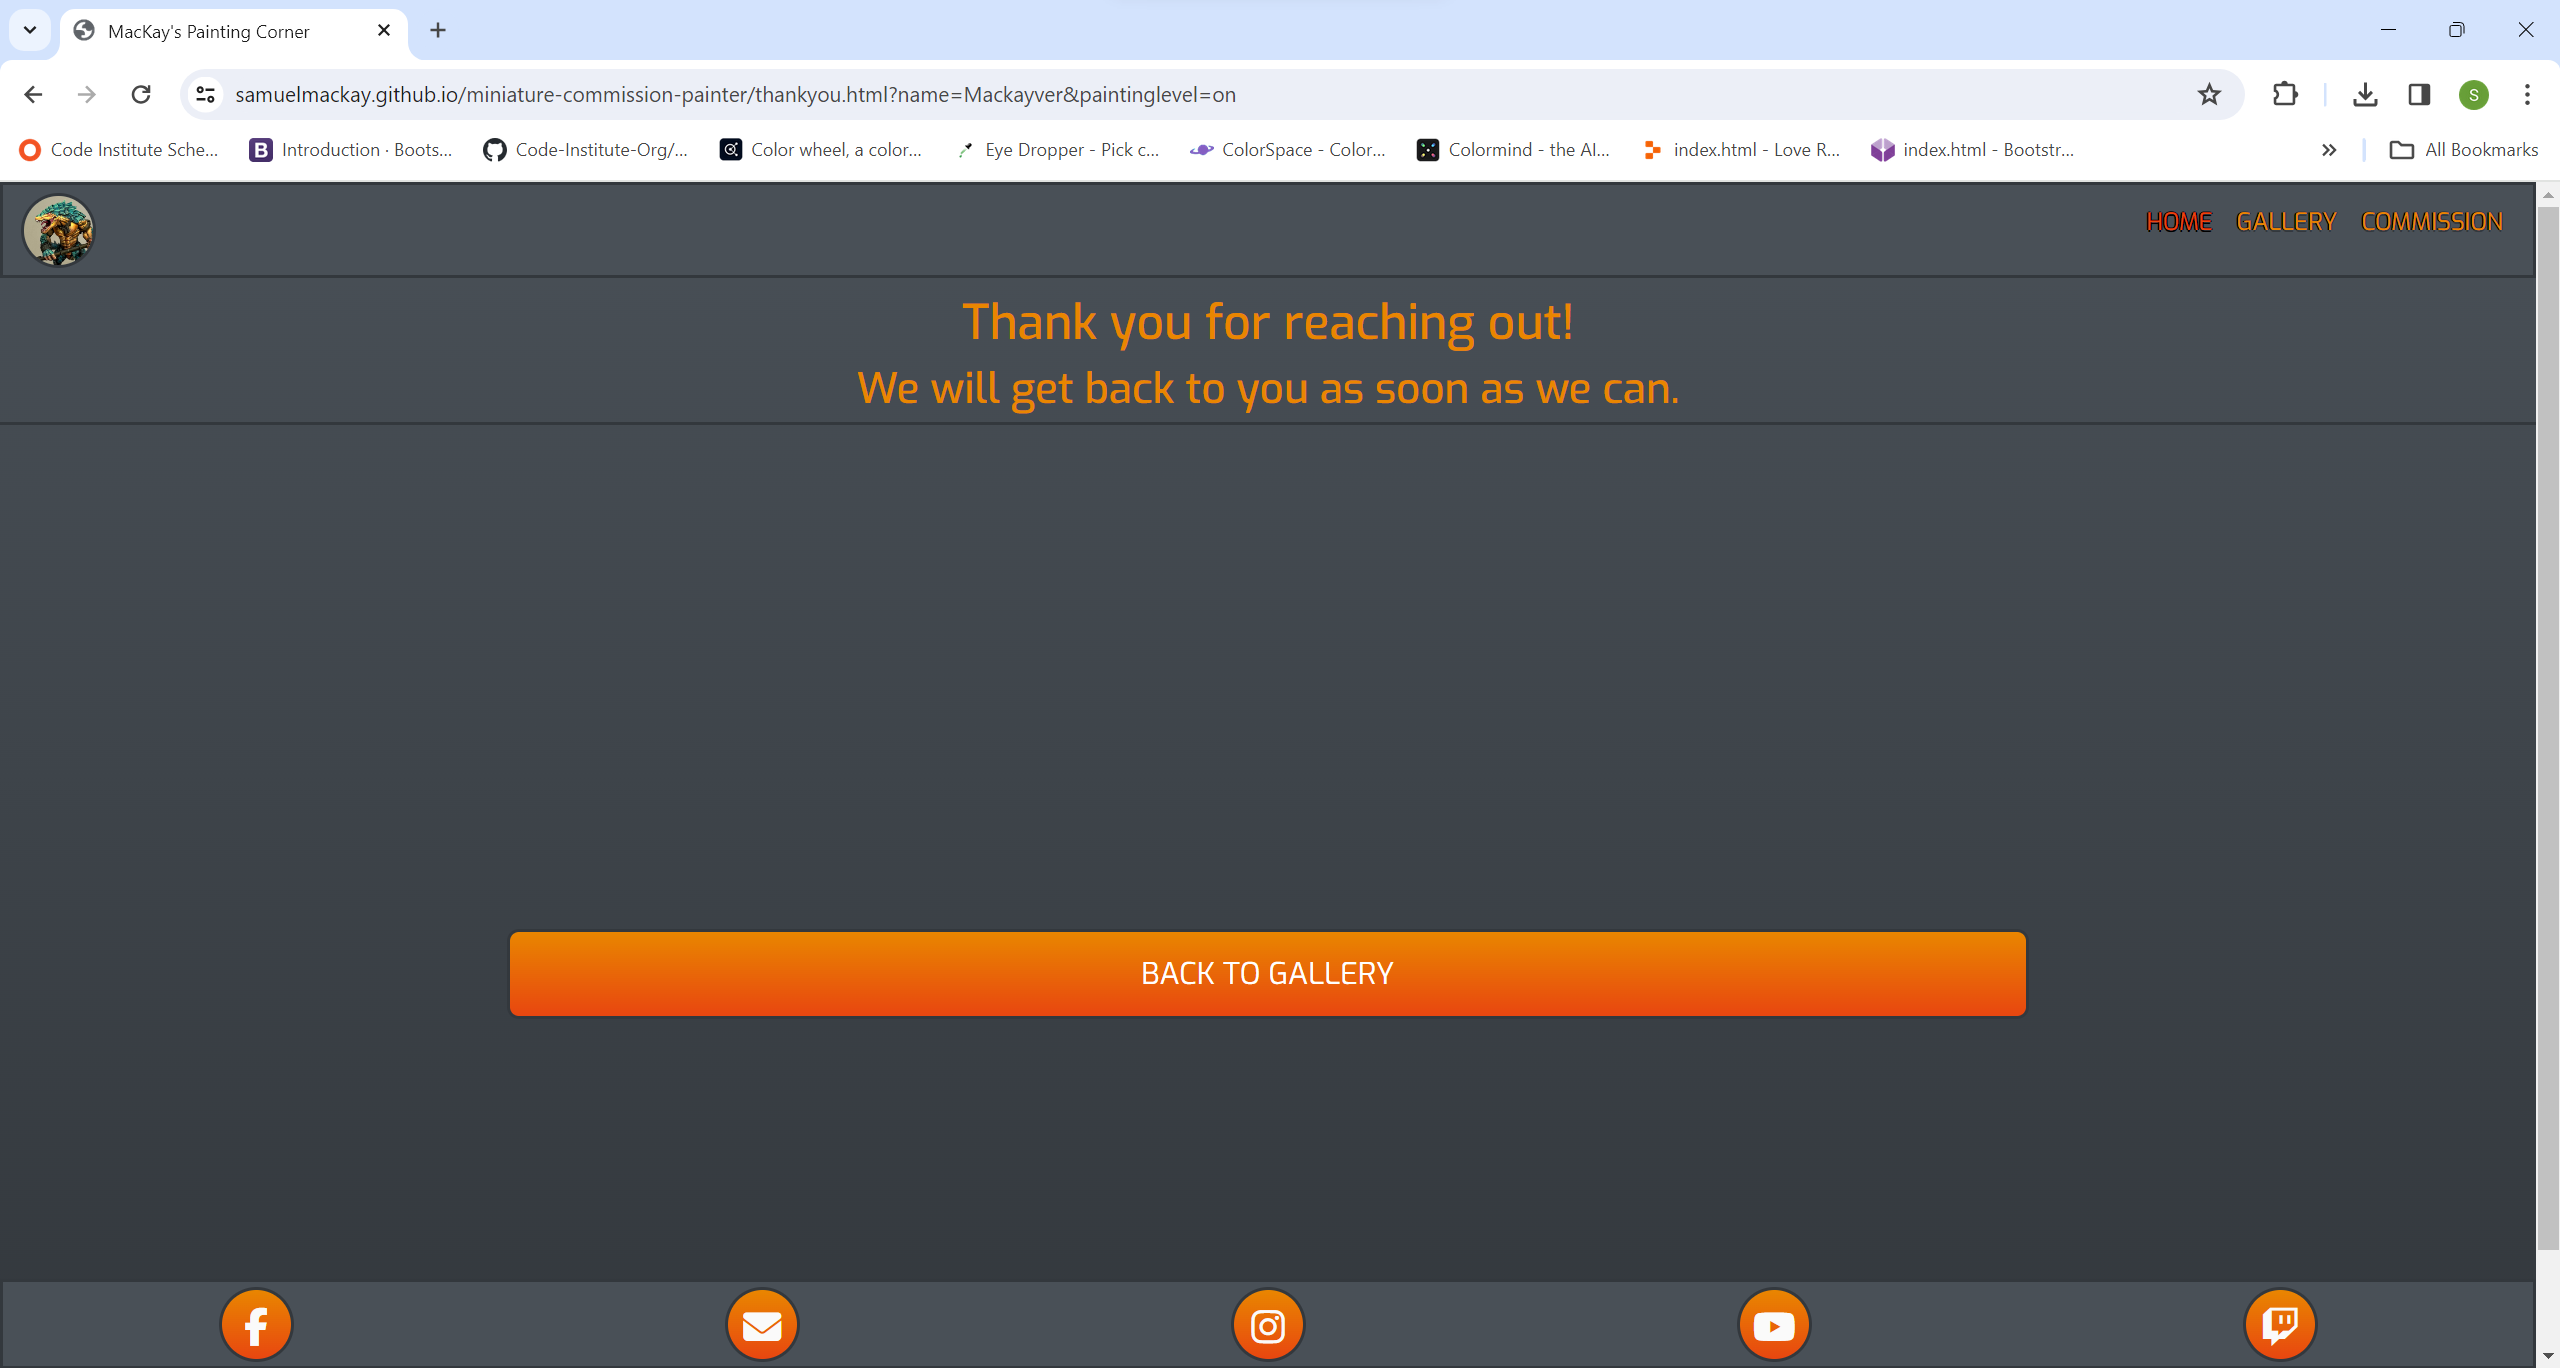 MacKay's Painting Corner
samuelmackay.github.io/miniature-commission-painter/thankyou.html?name=Mackayver&paintinglevel=on
S
Code Institute Sche...
B
Introduction · Boots...
Code-Institute-Org/...
Color wheel, a color...
Eye Dropper - Pick c...
ColorSpace - Color...
Colormind - the AI...
index.html - Love R...
index.html - Bootstr...
All Bookmarks
HOME
GALLERY
COMMISSION
Thank you for reaching out!
We will get back to you as soon as we can.
BACK TO GALLERY